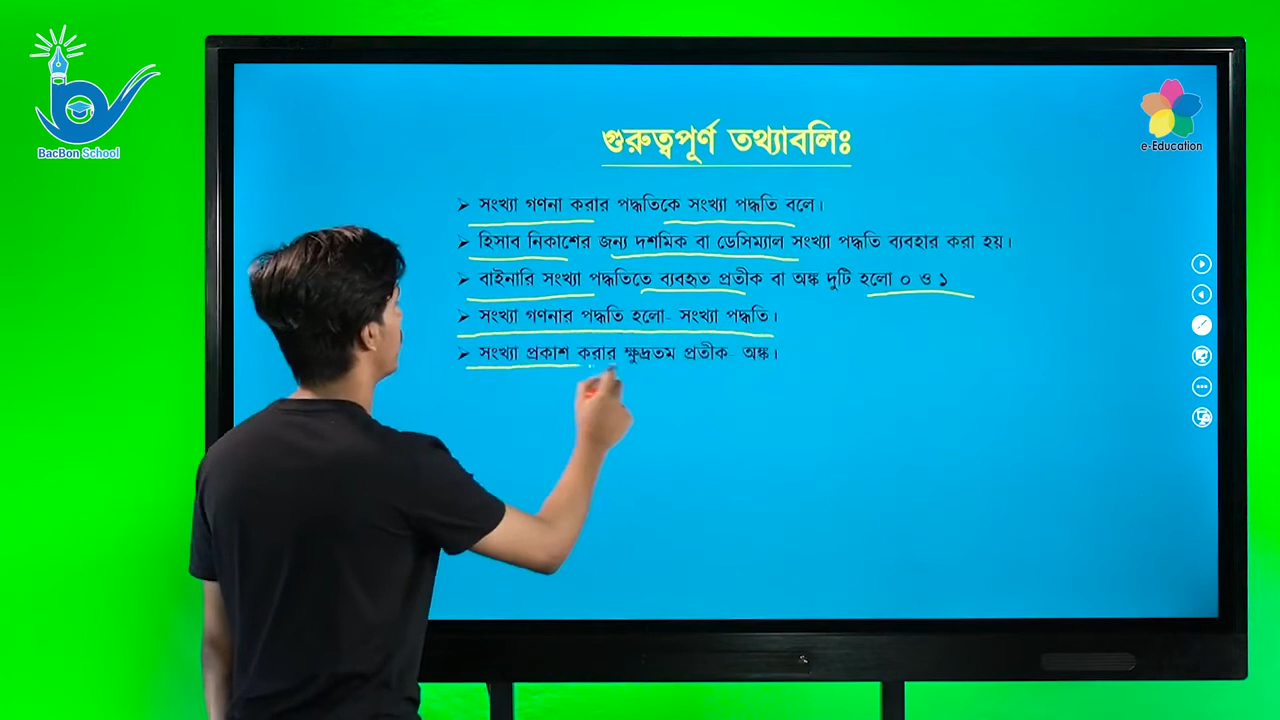 BacBon School
e-Education
গুরুত্বপূর্ণ তথ্যাবলিঃ
➢ সংখ্যা গণনা করার পদ্ধতিকে সংখ্যা পদ্ধতি বলে।
➢ হিসাব নিকাশের জন্য দশমিক বা ডেসিম্যাল সংখ্যা পদ্ধতি ব্যবহার করা হয়।
➢ বাইনারি সংখ্যা পদ্ধতিতে ব্যবহৃত প্রতীক বা অঙ্ক দুটি হলো ০ ও ১
➢ সংখ্যা গণনার পদ্ধতি হলো- সংখ্যা পদ্ধতি।
➢ সংখ্যা প্রকাশ করার ক্ষুদ্রতম প্রতীক- অঙ্ক।